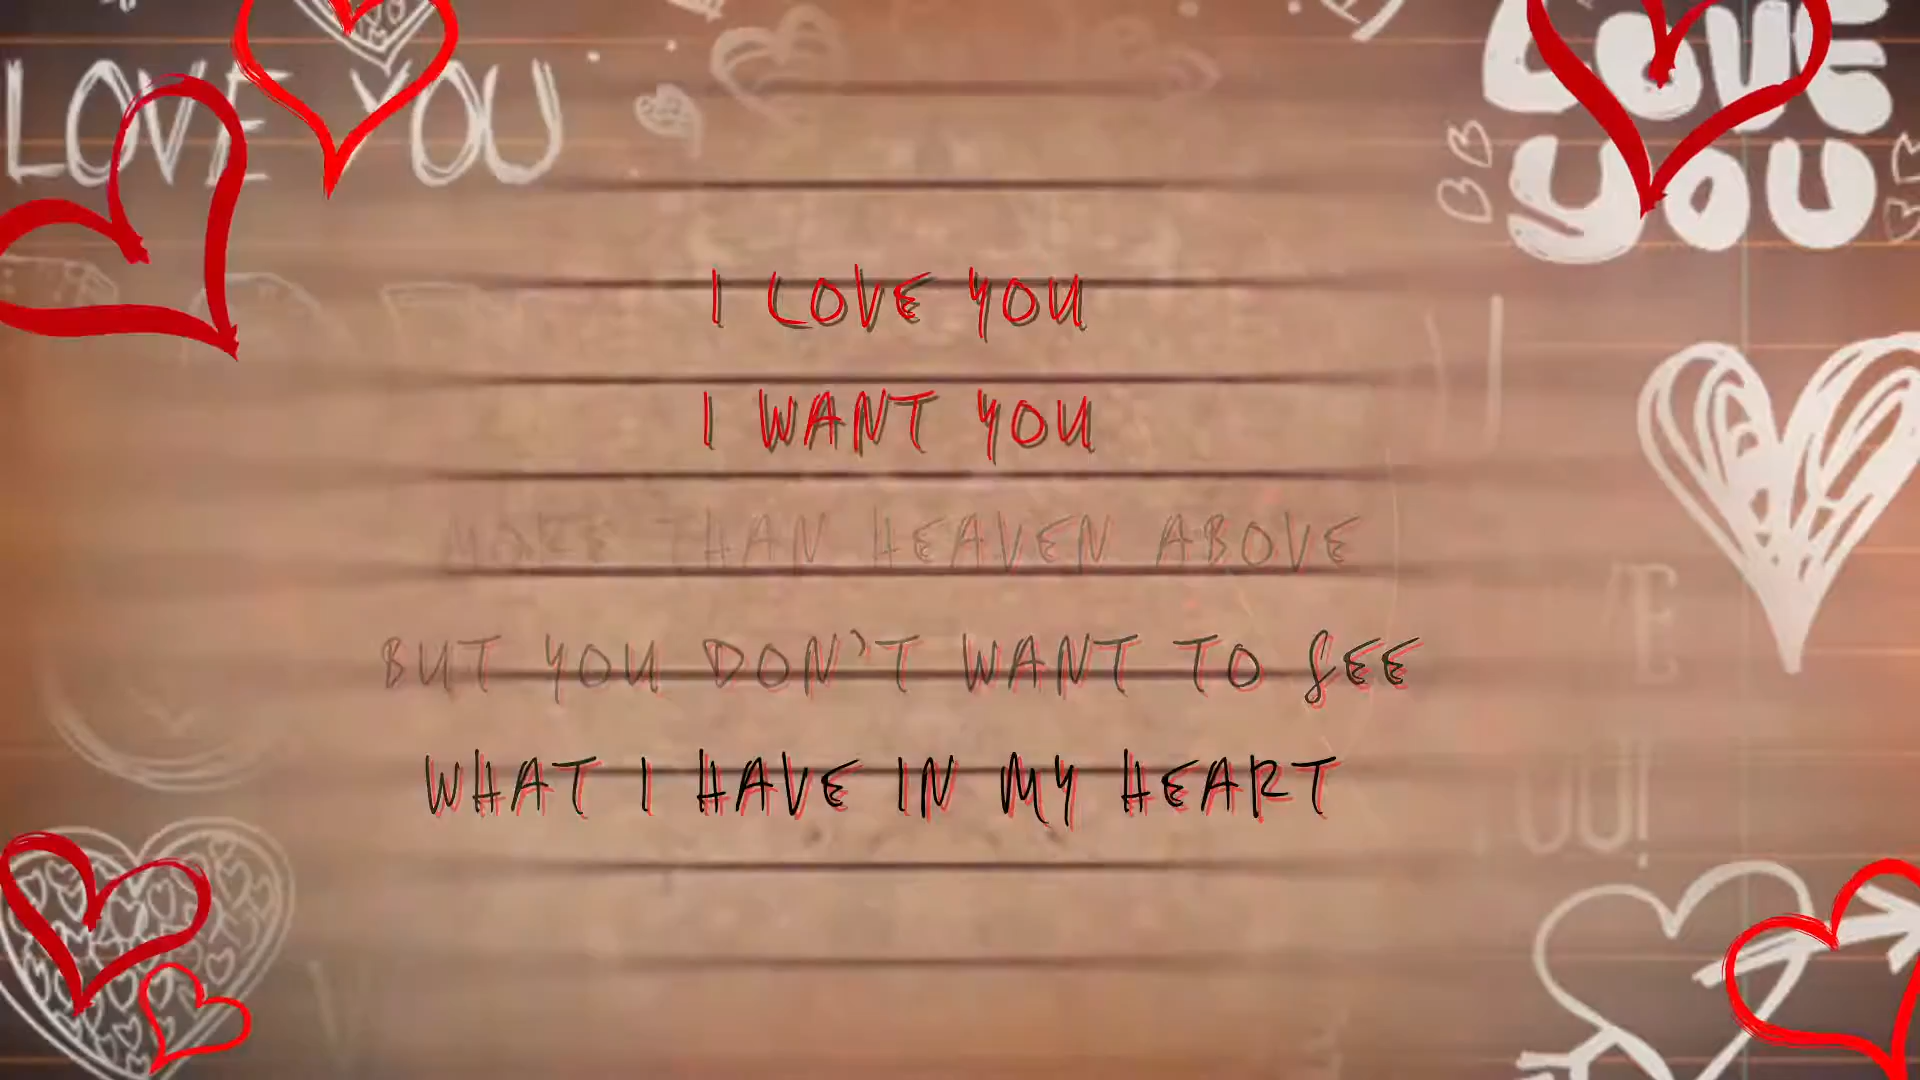 LOVE YOU
LOVE
YOU
I LOVE YOU
I WANT YOU
MORE THAN HEAVEN ABOVE
BUT YOU DON'T WANT TO SEE
WHAT I HAVE IN MY HEART